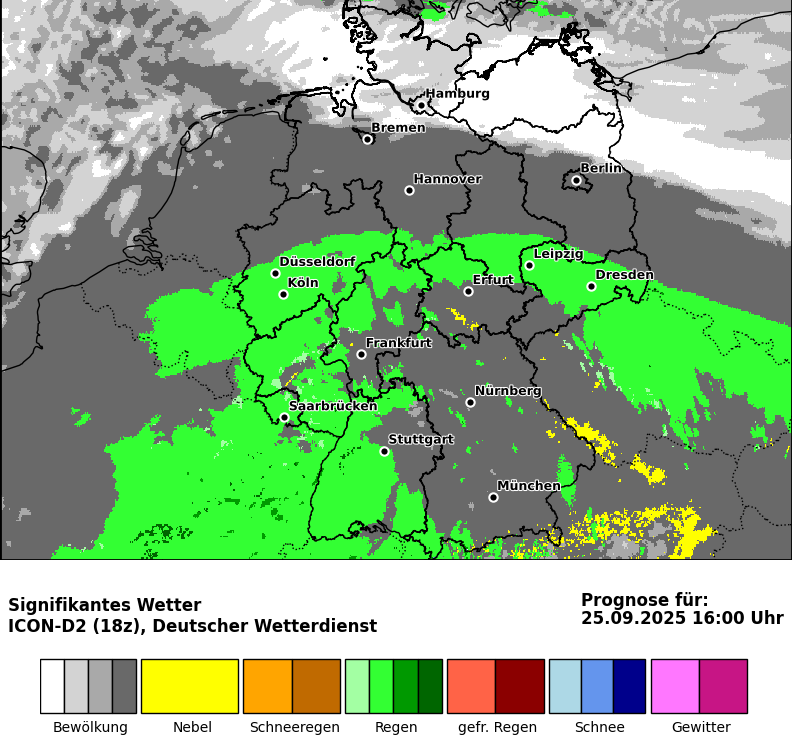 Hamburg
Bremen
Berlin
Hannover
Leipzig
Düsseldorf
Dresden
Erfurt
Köln
Frankfurt
Nürnberg
Saarbrücken
Stuttgart
München
Signifikantes Wetter
ICON-D2 (18z), Deutscher Wetterdienst
Prognose für:
25.09.2025 16:00 Uhr
Bewölkung Nebel Schneeregen Regen gefr. Regen Schnee Gewitter